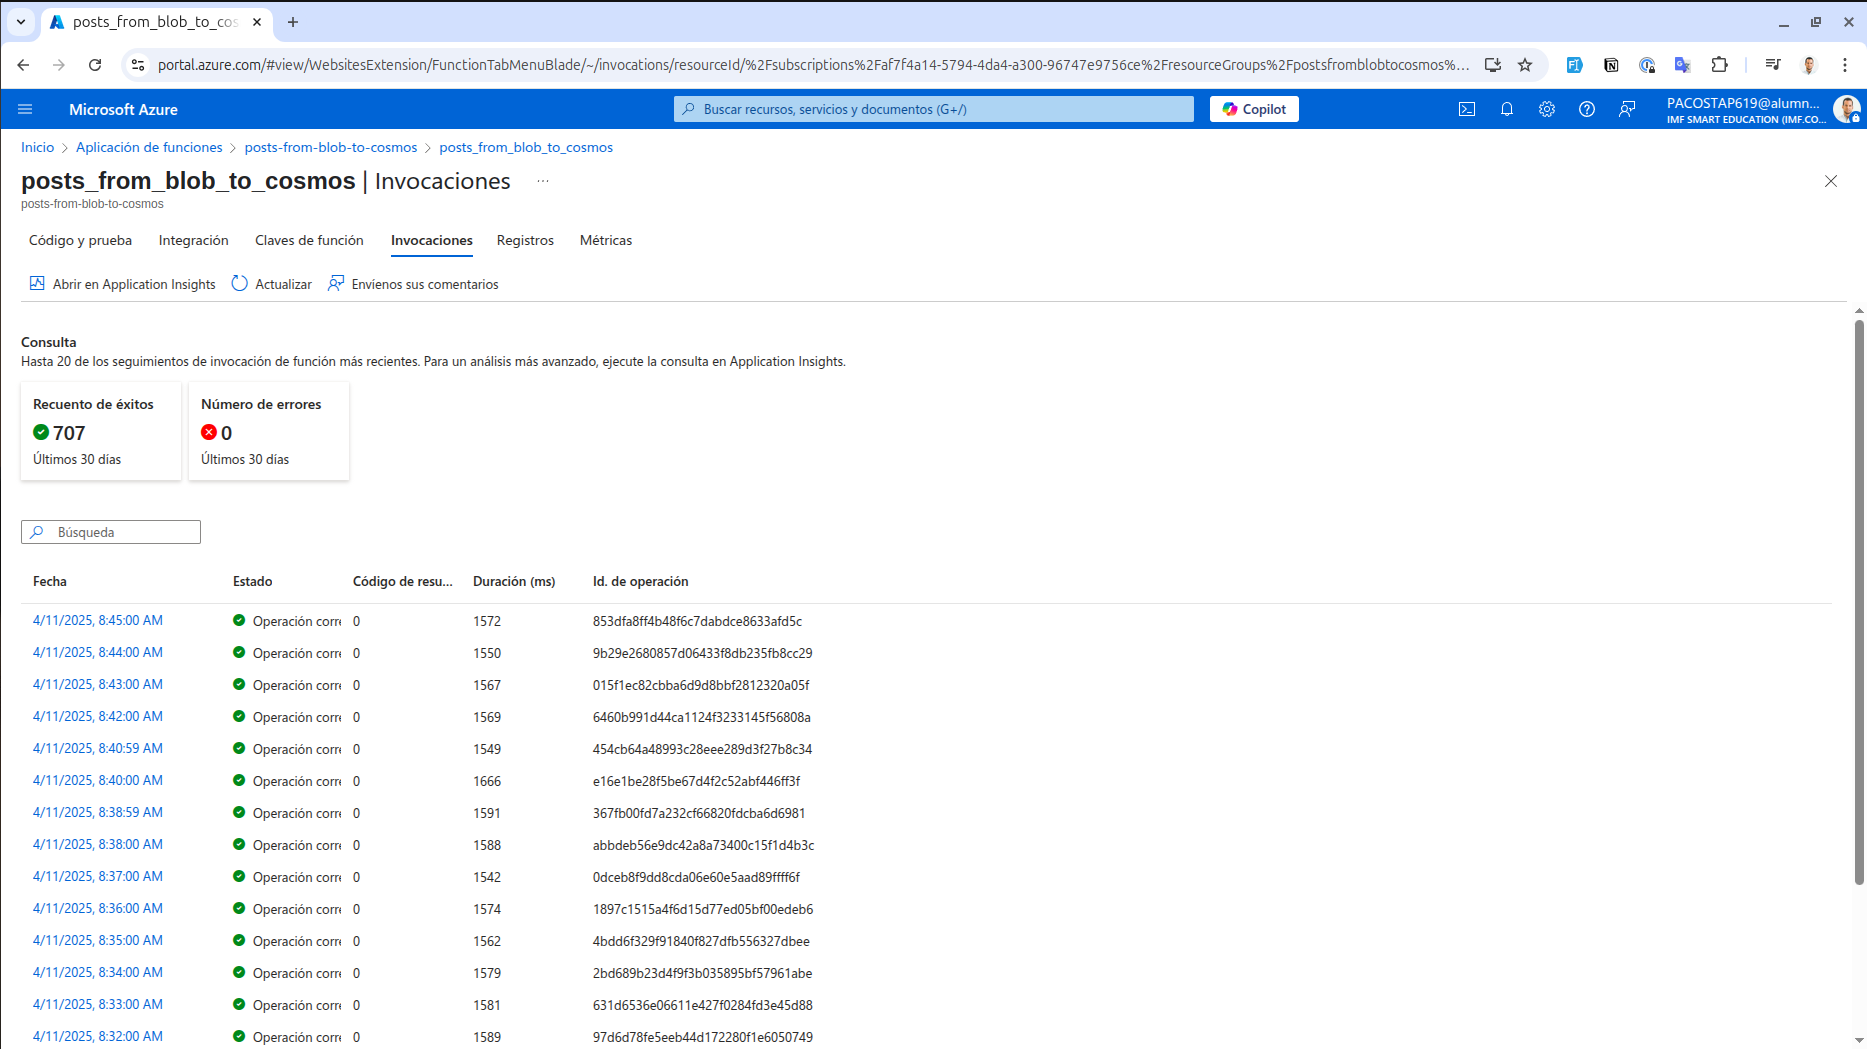 posts_from_blob_to_cos
portal.azure.com/#view/WebsitesExtension/FunctionTabMenuBlade/~/invocations/resourceId/%2Fsubscriptions%2Faf7f4a14-5794-4da4-a300-96747e9756ce%2FresourceGroups%2Fpostsfromblobtocosmos%...
Microsoft Azure
Buscar recursos, servicios y documentos (G+/)
Copilot
PACOSTAP619@alumn...
IMF SMART EDUCATION (IMF.CO...
Inicio > Aplicación de funciones > posts-from-blob-to-cosmos > posts_from_blob_to_cosmos
posts_from_blob_to_cosmos | Invocaciones ...
posts-from-blob-to-cosmos
Código y prueba Integración Claves de función Invocaciones Registros Métricas
Abrir en Application Insights Actualizar Envíenos sus comentarios
Consulta
Hasta 20 de los seguimientos de invocación de función más recientes. Para un análisis más avanzado, ejecute la consulta en Application Insights.
Recuento de éxitos Número de errores
707 0
Últimos 30 días Últimos 30 días
Búsqueda
Fecha Estado Código de resu... Duración (ms) Id. de operación
4/11/2025, 8:45:00 AM Operación corre 0 1572 853dfa8ff4b48f6c7dabdce8633afd5c
4/11/2025, 8:44:00 AM Operación corre 0 1550 9b29e2680857d06433f8db235fb8cc29
4/11/2025, 8:43:00 AM Operación corre 0 1567 015f1ec82cbba6d9d8bbf2812320a05f
4/11/2025, 8:42:00 AM Operación corre 0 1569 6460b991d44ca1124f3233145f56808a
4/11/2025, 8:40:59 AM Operación corre 0 1549 454cb64a48993c28eee289d3f27b8c34
4/11/2025, 8:40:00 AM Operación corre 0 1666 e16e1be28f5be67d4f2c52abf446ff3f
4/11/2025, 8:38:59 AM Operación corre 0 1591 367fb00fd7a232cf66820fdcba6d6981
4/11/2025, 8:38:00 AM Operación corre 0 1588 abbdeb56e9dc42a8a73400c15f1d4b3c
4/11/2025, 8:37:00 AM Operación corre 0 1542 0dceb8f9dd8cda06e60e5aad89ffff6f
4/11/2025, 8:36:00 AM Operación corre 0 1574 1897c1515a4f6d15d77ed05bf00edeb6
4/11/2025, 8:35:00 AM Operación corre 0 1562 4bdd6f329f91840f827dfb556327dbee
4/11/2025, 8:34:00 AM Operación corre 0 1579 2bd689b23d4f9f3b035895bf57961abe
4/11/2025, 8:33:00 AM Operación corre 0 1581 631d6536e06611e427f0284fd3e45d88
4/11/2025, 8:32:00 AM Operación corre 0 1589 97d6d78fe5eeb44d172280f1e6050749